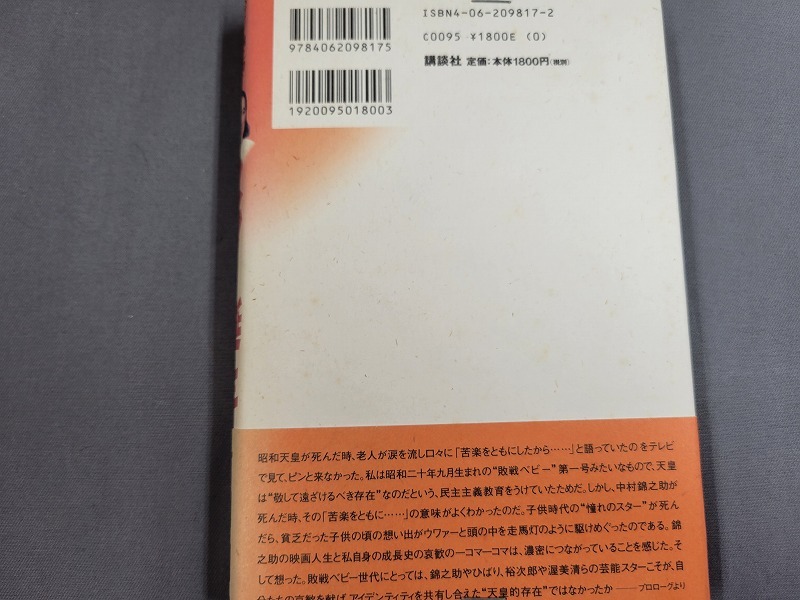 ISBN4-06-209817-2
9784062098175
C0095 ¥1800E (0)
講談社 定価:本体1800円(税別)
1920095018003
昭和天皇が死んだ時、老人が涙を流し口々に「苦楽をともにしたから……」と語っていたのをテレビ
で見て、ピンと来なかった。私は昭和二十年九月生まれの“敗戦ベビー”第一号みたいなもので、天皇
は“敬して遠ざけるべき存在”なのだという、民主主義教育をうけていたためだ。しかし、中村錦之助が
死んだ時、その「苦楽をともに……」の意味がよくわかったのだ。子供時代の“憧れのスター”が死ん
だら、貧乏だった子供の頃の想い出がウワァーと頭の中を走馬灯のように駆けめぐったのである。錦
之助の映画人生と私自身の成長史の哀歓の一コマ一コマは、濃密につながっていることを感じた。そ
して想った。敗戦ベビー世代にとっては、錦之助やひばり、裕次郎や渥美清らの芸能スターこそが、自
分たちの哀歓を献げ、アイデンティティを共有し合えた“天皇的存在”ではなかったか——プロローグより